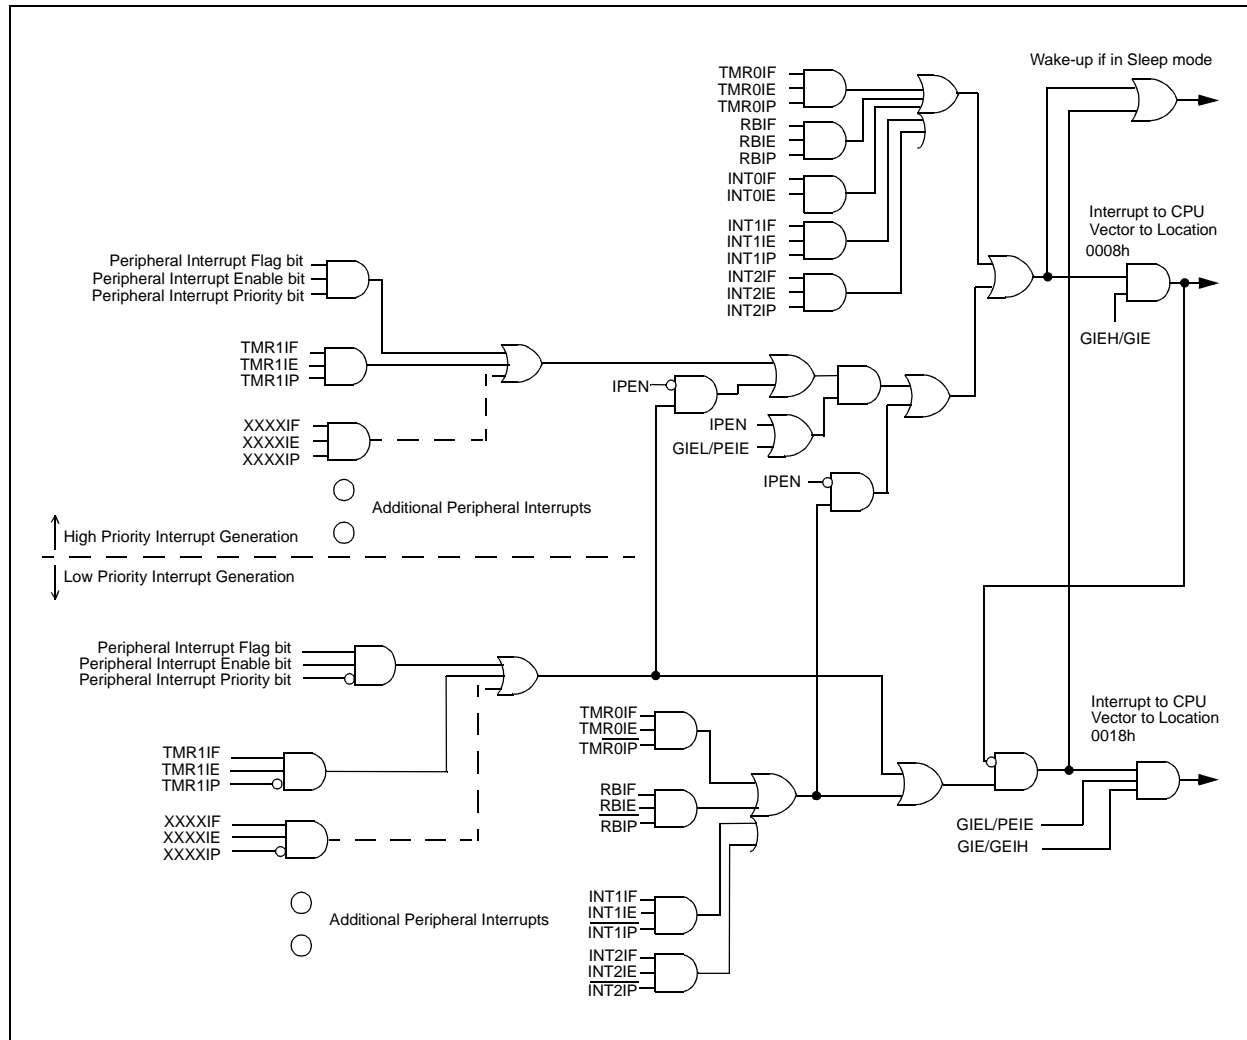 Wake-up if in Sleep mode
TMR0IF
TMR0IE
TMR0IP
RBIF
RBIE
RBIP
INT0IF
INT0IE
INT1IF
INT1IE
INT1IP
INT2IF
INT2IE
INT2IP
Interrupt to CPU
Vector to Location
0008h
GIEH/GIE
Peripheral Interrupt Flag bit
Peripheral Interrupt Enable bit
Peripheral Interrupt Priority bit
TMR1IF
TMR1IE
TMR1IP
XXXXIF
XXXXIE
XXXXIP
IPEN
IPEN
GIEL/PEIE
IPEN
Additional Peripheral Interrupts
High Priority Interrupt Generation
Low Priority Interrupt Generation
Peripheral Interrupt Flag bit
Peripheral Interrupt Enable bit
Peripheral Interrupt Priority bit
TMR1IF
TMR1IE
TMR1IP
XXXXIF
XXXXIE
XXXXIP
Additional Peripheral Interrupts
TMR0IF
TMR0IE
TMR0IP
RBIF
RBIE
RBIP
INT1IF
INT1IE
INT1IP
INT2IF
INT2IE
INT2IP
Interrupt to CPU
Vector to Location
0018h
GIEL/PEIE
GIE/GEIH